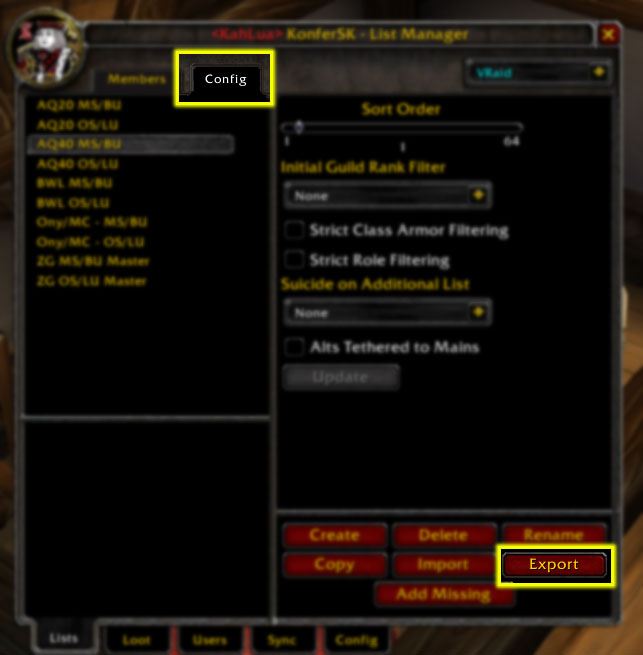 <KahLua> KonferSK - List Manager
Members
Config
VRaid
AQ20 MS/BU
AQ20 OS/LU
AQ40 MS/BU
AQ40 OS/LU
BWL MS/BU
BWL OS/LU
Ony/MC - MS/BU
Ony/MC - OS/LU
ZG MS/BU Master
ZG OS/LU Master
Sort Order
1
64
1
Initial Guild Rank Filter
None
Strict Class Armor Filtering
Strict Role Filtering
Suicide on Additional List
None
Alts Tethered to Mains
Update
Create
Delete
Rename
Copy
Import
Export
Add Missing
Lists
Loot
Users
Sync
Config